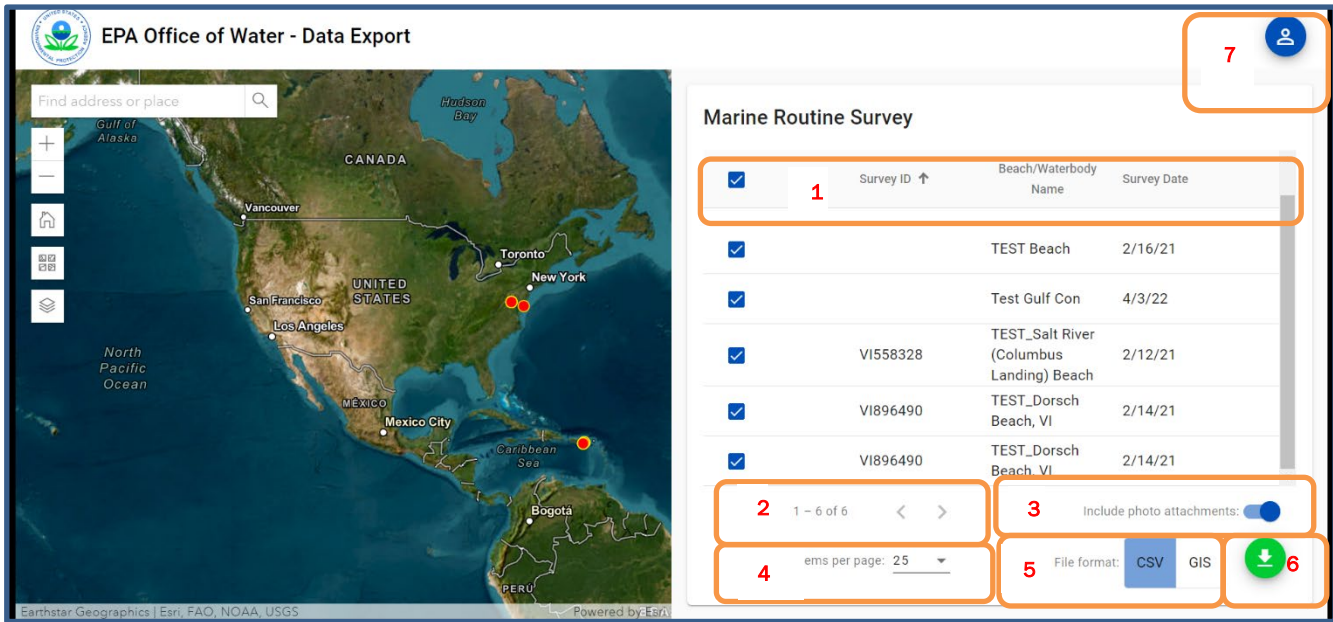 EPA Office of Water - Data Export
7
Find address or place
Gulf of
Alaska
Hudson
Bay
CANADA
Vancouver
Toronto
New York
UNITED
STATES
San Francisco
Los Angeles
North
Pacific
Ocean
MÉXICO
Mexico City
Caribbean
Sea
Bogotá
PERÚ
Earthstar Geographics | Esri, FAO, NOAA, USGS
Powered by Esri
Marine Routine Survey
1
Survey ID ↑
Beach/Waterbody
Name
Survey Date
TEST Beach 2/16/21
Test Gulf Con 4/3/22
VI558328
TEST_Salt River
(Columbus
Landing) Beach
2/12/21
VI896490
TEST_Dorsch
Beach, VI
2/14/21
VI896490
TEST_Dorsch
Beach, VI
2/14/21
2 1 – 6 of 6 < >
3 Include photo attachments:
4 ems per page: 25
5 File format: CSV GIS
6